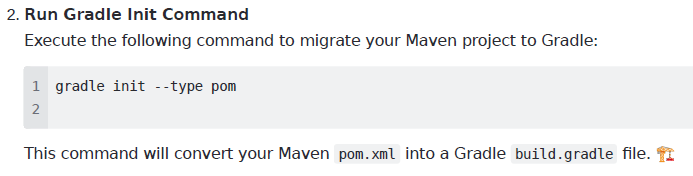 2. Run Gradle Init Command
Execute the following command to migrate your Maven project to Gradle:
1 gradle init --type pom
2
This command will convert your Maven pom.xml into a Gradle build.gradle file. 🏗️